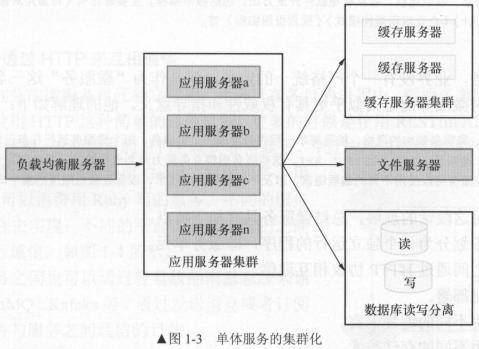 负载均衡服务器
应用服务器a
应用服务器b
应用服务器c
应用服务器n
应用服务器集群
缓存服务器
缓存服务器
缓存服务器集群
文件服务器
读
写
数据库读写分离
▲图 1-3 单体服务的集群化